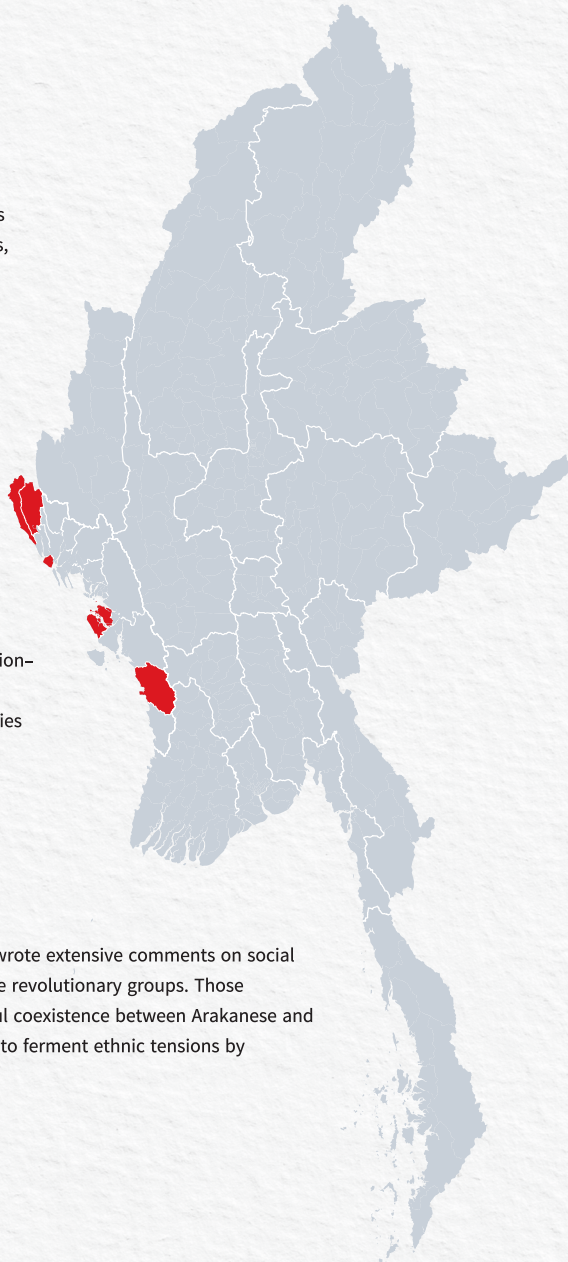 s
s,
ion–
ies
wrote extensive comments on social
e revolutionary groups. Those
ul coexistence between Arakanese and
to ferment ethnic tensions by